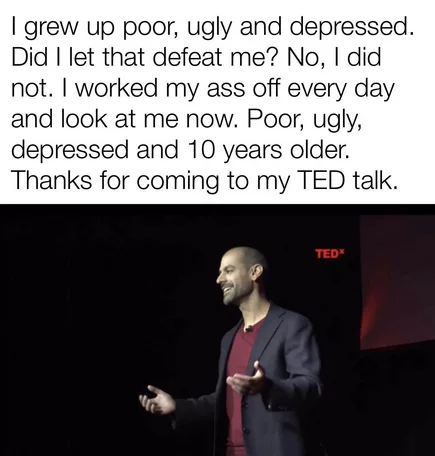 I grew up poor, ugly and depressed.
Did I let that defeat me? No, I did
not. I worked my ass off every day
and look at me now. Poor, ugly,
depressed and 10 years older.
Thanks for coming to my TED talk.
TEDx